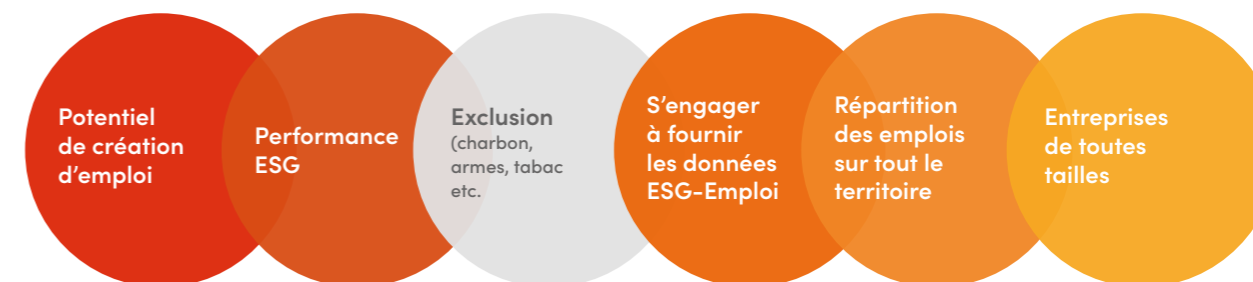 Potentiel
de création
d'emploi
Performance
ESG
Exclusion
(charbon,
armes, tabac
etc.
S'engager
à fournir
les données
ESG-Emploi
Répartition
des emplois
sur tout le
territoire
Entreprises
de toutes
tailles